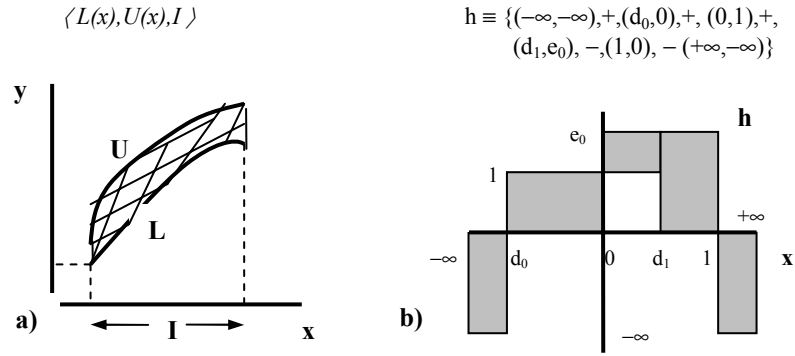 ⟨ L(x),U(x),I ⟩
y
U
L
a)
I
x
h ≡ {(−∞,−∞),+,(d₀,0),+, (0,1),+,
(d₁,e₀), −,(1,0), − (+∞,−∞)}
h
e₀
1
+∞
−∞ d₀ 0 d₁ 1 x
b)
−∞